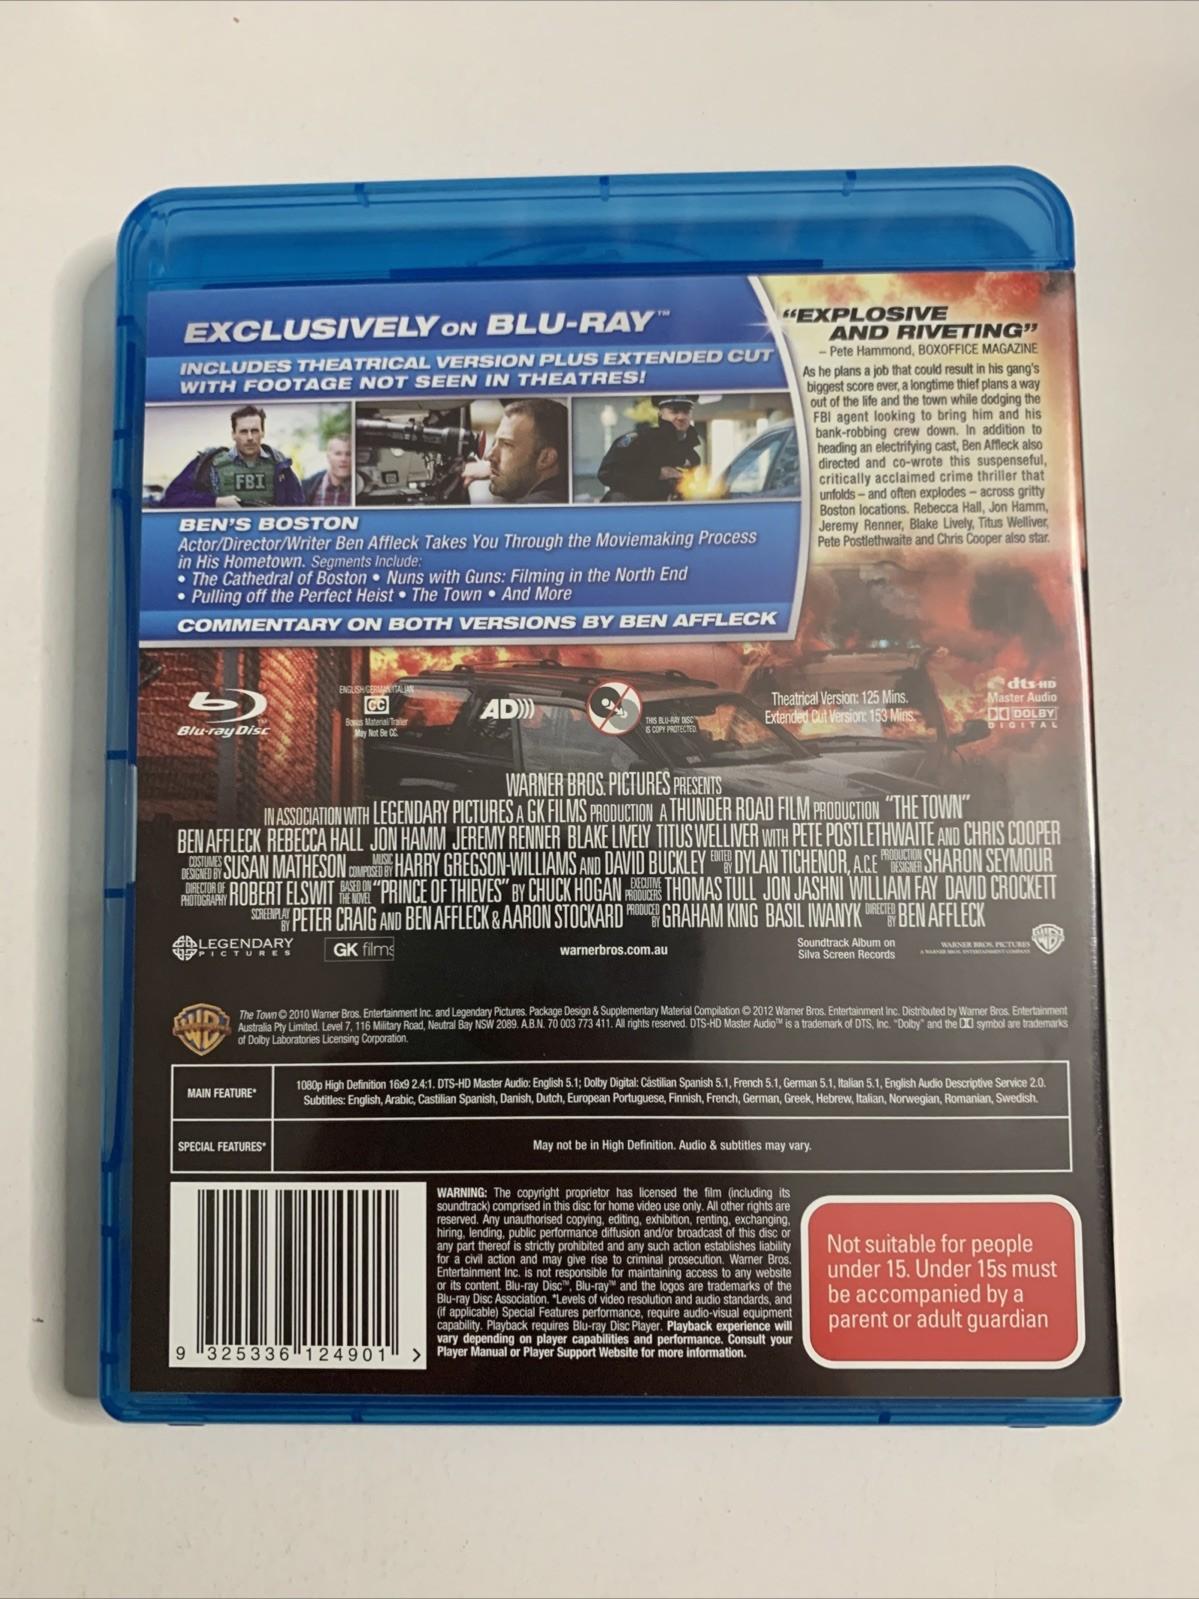 EXCLUSIVELY ON BLU-RAY™
INCLUDES THEATRICAL VERSION PLUS EXTENDED CUT
WITH FOOTAGE NOT SEEN IN THEATRES!
FBI
BEN'S BOSTON
Actor/Director/Writer Ben Affleck Takes You Through the Moviemaking Process
in His Hometown. Segments Include:
• The Cathedral of Boston • Nuns with Guns: Filming in the North End
• Pulling off the Perfect Heist • The Town • And More
COMMENTARY ON BOTH VERSIONS BY BEN AFFLECK
"EXPLOSIVE
AND RIVETING"
– Pete Hammond, BOXOFFICE MAGAZINE
As he plans a job that could result in his gang's
biggest score ever, a longtime thief plans a way
out of the life and the town while dodging the
FBI agent looking to bring him and his
bank-robbing crew down. In addition to
heading an electrifying cast, Ben Affleck also
directed and co-wrote this suspenseful,
critically acclaimed crime thriller that
unfolds – and often explodes – across gritty
Boston locations. Rebecca Hall, Jon Hamm,
Jeremy Renner, Blake Lively, Titus Welliver,
Pete Postlethwaite and Chris Cooper also star.
Blu-ray Disc
ENGLISH/GERMAN/ITALIAN
CC
Bonus Material/Trailer
May Not Be CC.
AD)))
THIS BLU-RAY DISC
IS COPY PROTECTED.
Theatrical Version: 125 Mins.
Extended Cut Version: 153 Mins.
dts-HD
Master Audio
DOLBY
DIGITAL
WARNER BROS. PICTURES PRESENTS
IN ASSOCIATION WITH LEGENDARY PICTURES A GK FILMS PRODUCTION A THUNDER ROAD FILM PRODUCTION "THE TOWN"
BEN AFFLECK REBECCA HALL JON HAMM JEREMY RENNER BLAKE LIVELY TITUS WELLIVER WITH PETE POSTLETHWAITE AND CHRIS COOPER
COSTUMES DESIGNED BY SUSAN MATHESON MUSIC COMPOSED BY HARRY GREGSON-WILLIAMS AND DAVID BUCKLEY EDITED BY DYLAN TICHENOR, A.C.E PRODUCTION DESIGNER SHARON SEYMOUR
DIRECTOR OF PHOTOGRAPHY ROBERT ELSWIT BASED ON THE NOVEL "PRINCE OF THIEVES" BY CHUCK HOGAN EXECUTIVE PRODUCERS THOMAS TULL JON JASHNI WILLIAM FAY DAVID CROCKETT
SCREENPLAY BY PETER CRAIG AND BEN AFFLECK & AARON STOCKARD PRODUCED BY GRAHAM KING BASIL IWANYK DIRECTED BY BEN AFFLECK
LEGENDARY
PICTURES
GK films
warnerbros.com.au
Soundtrack Album on
Silva Screen Records
WARNER BROS. PICTURES
A WARNER BROS. ENTERTAINMENT COMPANY
The Town © 2010 Warner Bros. Entertainment Inc. and Legendary Pictures. Package Design & Supplementary Material Compilation © 2012 Warner Bros. Entertainment Inc. Distributed by Warner Bros. Entertainment
Australia Pty Limited. Level 7, 116 Military Road, Neutral Bay NSW 2089. A.B.N. 70 003 773 411. All rights reserved. DTS-HD Master Audio™ is a trademark of DTS, Inc. "Dolby" and the symbol are trademarks
of Dolby Laboratories Licensing Corporation.
MAIN FEATURE*
1080p High Definition 16x9 2.4:1. DTS-HD Master Audio: English 5.1; Dolby Digital: Cástilian Spanish 5.1, French 5.1, German 5.1, Italian 5.1, English Audio Descriptive Service 2.0.
Subtitles: English, Arabic, Castilian Spanish, Danish, Dutch, European Portuguese, Finnish, French, German, Greek, Hebrew, Italian, Norwegian, Romanian, Swedish.
SPECIAL FEATURES*
May not be in High Definition. Audio & subtitles may vary.
9 325336 124901 >
WARNING: The copyright proprietor has licensed the film (including its
soundtrack) comprised in this disc for home video use only. All other rights are
reserved. Any unauthorised copying, editing, exhibition, renting, exchanging,
hiring, lending, public performance diffusion and/or broadcast of this disc or
any part thereof is strictly prohibited and any such action establishes liability
for a civil action and may give rise to criminal prosecution. Warner Bros.
Entertainment Inc. is not responsible for maintaining access to any website
or its content. Blu-ray Disc™, Blu-ray™ and the logos are trademarks of the
Blu-ray Disc Association. *Levels of video resolution and audio standards, and
(if applicable) Special Features performance, require audio-visual equipment
capability. Playback requires Blu-ray Disc Player. Playback experience will
vary depending on player capabilities and performance. Consult your
Player Manual or Player Support Website for more information.
Not suitable for people
under 15. Under 15s must
be accompanied by a
parent or adult guardian